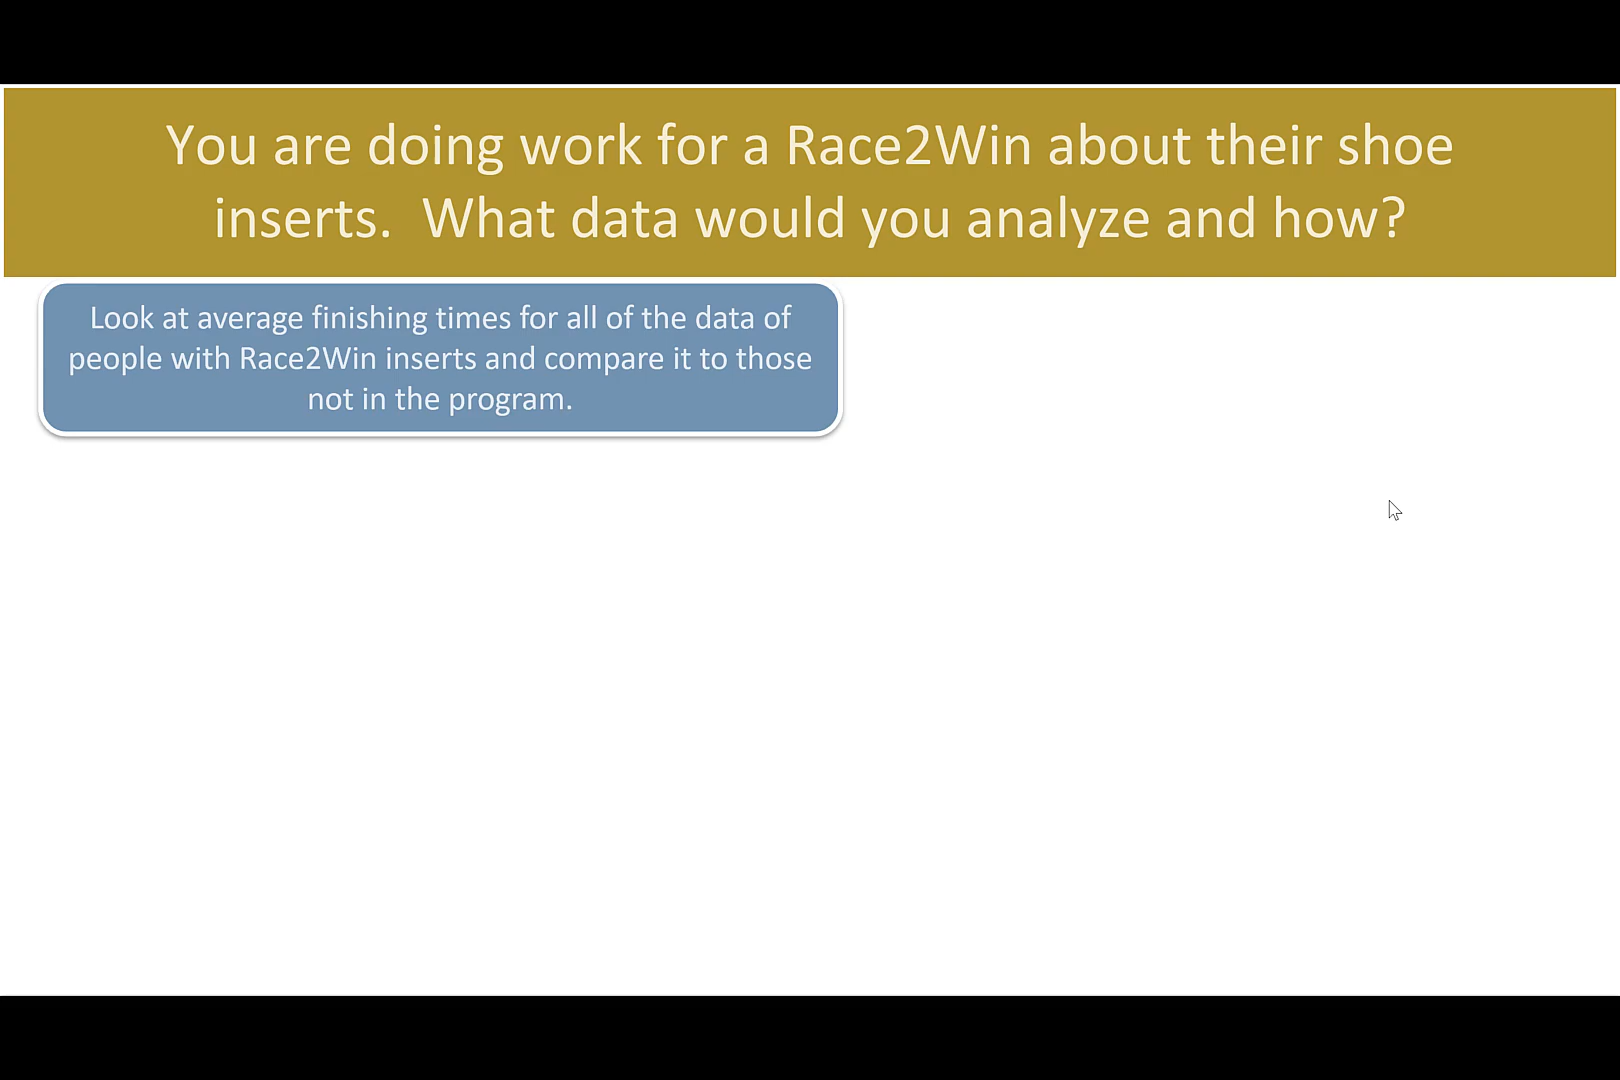 You are doing work for a Race2Win about their shoe
inserts.  What data would you analyze and how?
Look at average finishing times for all of the data of
people with Race2Win inserts and compare it to those
not in the program.